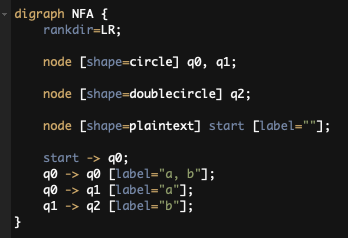 digraph NFA {
    rankdir=LR;

    node [shape=circle] q0, q1;

    node [shape=doublecircle] q2;

    node [shape=plaintext] start [label=""];

    start -> q0;
    q0 -> q0 [label="a, b"];
    q0 -> q1 [label="a"];
    q1 -> q2 [label="b"];
}